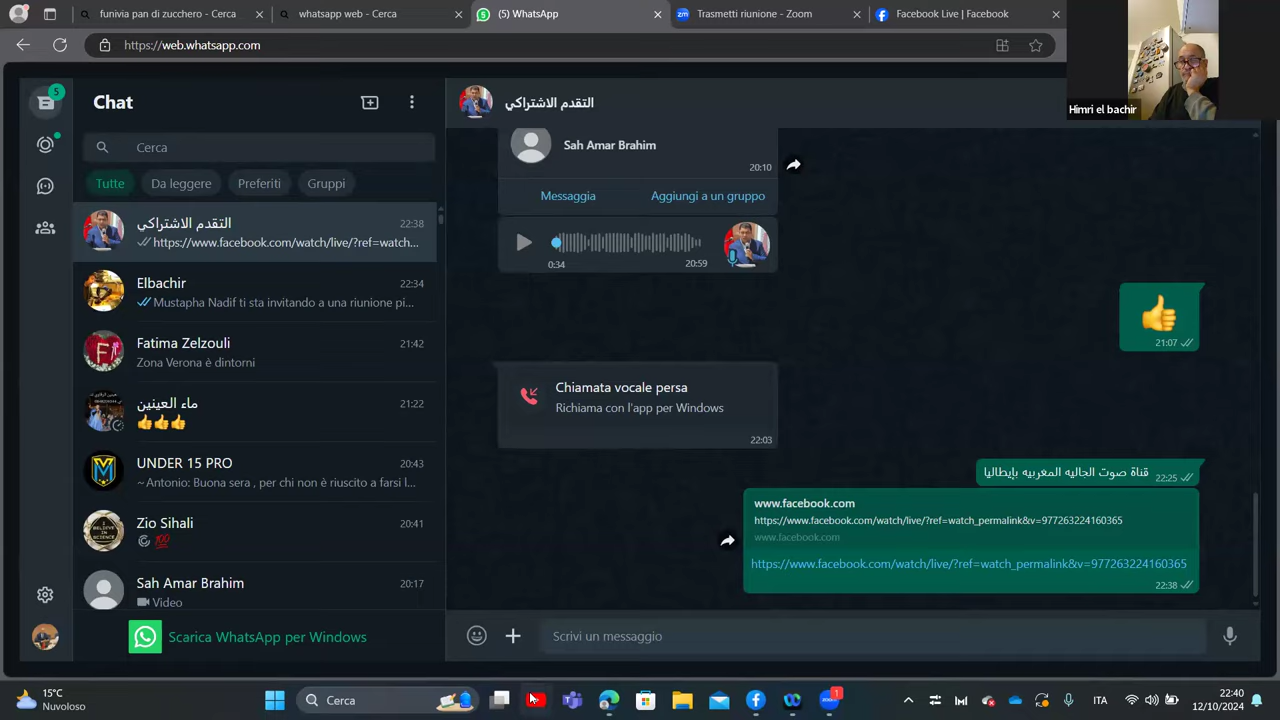 funivia pan di zucchero - Cerca
whatsapp web - Cerca
(5) WhatsApp
Trasmetti riunione - Zoom
Facebook Live | Facebook
https://web.whatsapp.com
Himri el bachir
5
Chat
Cerca
Tutte
Da leggere
Preferiti
Gruppi
التقدم الاشتراكي
22:38
https://www.facebook.com/watch/live/?ref=watch...
Elbachir
22:34
Mustapha Nadif ti sta invitando a una riunione pi...
Fatima Zelzouli
21:42
Zona Verona è dintorni
ماء العينين
21:22
👍👍👍
UNDER 15 PRO
20:43
~ Antonio: Buona sera , per chi non è riuscito a farsi l...
Zio Sihali
20:41
💯
Sah Amar Brahim
20:17
Video
Scarica WhatsApp per Windows
التقدم الاشتراكي
Sah Amar Brahim
20:10
Messaggia
Aggiungi a un gruppo
0:34
20:59
👍
21:07
Chiamata vocale persa
Richiama con l'app per Windows
22:03
قناة صوت الجاليه المغربيه بإيطاليا
22:25
www.facebook.com
https://www.facebook.com/watch/live/?ref=watch_permalink&v=977263224160365
www.facebook.com
https://www.facebook.com/watch/live/?ref=watch_permalink&v=977263224160365
22:38
Scrivi un messaggio
15°C
Nuvoloso
Cerca
1
ITA
22:40
12/10/2024